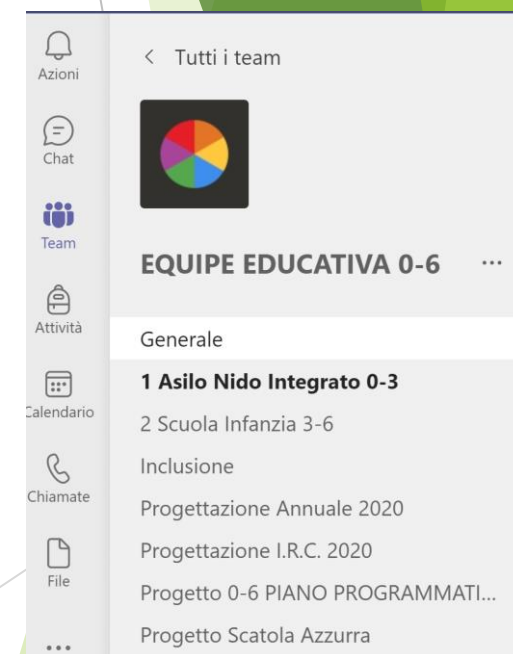 Azioni
Chat
Team
Attività
Calendario
Chiamate
File
...
< Tutti i team
EQUIPE EDUCATIVA 0-6 ...
Generale
1 Asilo Nido Integrato 0-3
2 Scuola Infanzia 3-6
Inclusione
Progettazione Annuale 2020
Progettazione I.R.C. 2020
Progetto 0-6 PIANO PROGRAMMATI...
Progetto Scatola Azzurra